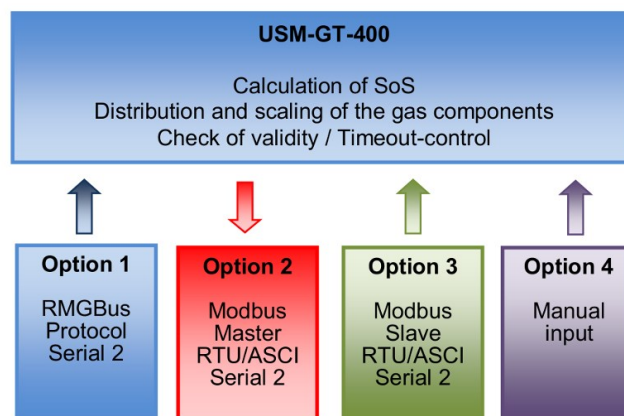 USM-GT-400
Calculation of SoS
Distribution and scaling of the gas components
Check of validity / Timeout-control
Option 1
RMGBus
Protocol
Serial 2
Option 2
Modbus
Master
RTU/ASCI
Serial 2
Option 3
Modbus
Slave
RTU/ASCI
Serial 2
Option 4
Manual
input